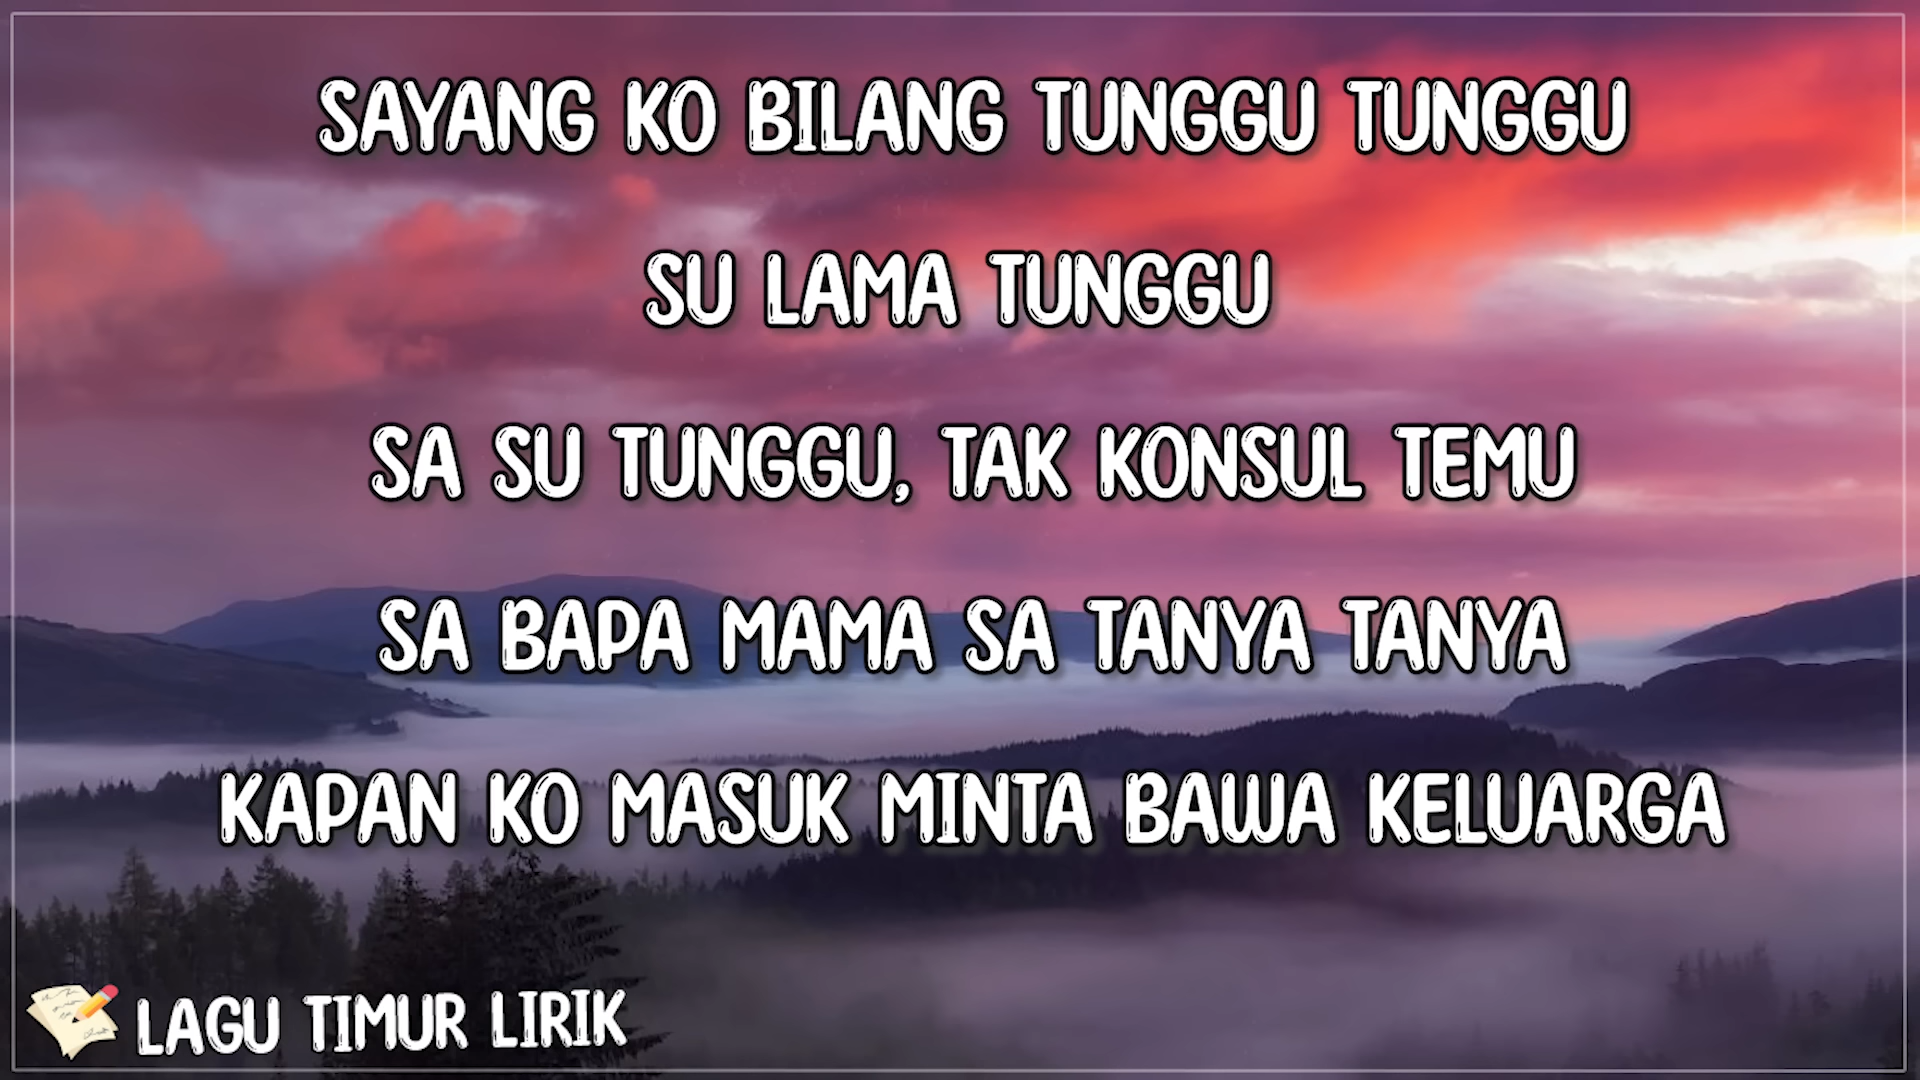 SAYANG KO BILANG TUNGGU TUNGGU
SU LAMA TUNGGU
SA SU TUNGGU, TAK KONSUL TEMU
SA BAPA MAMA SA TANYA TANYA
KAPAN KO MASUK MINTA BAWA KELUARGA
LAGU TIMUR LIRIK